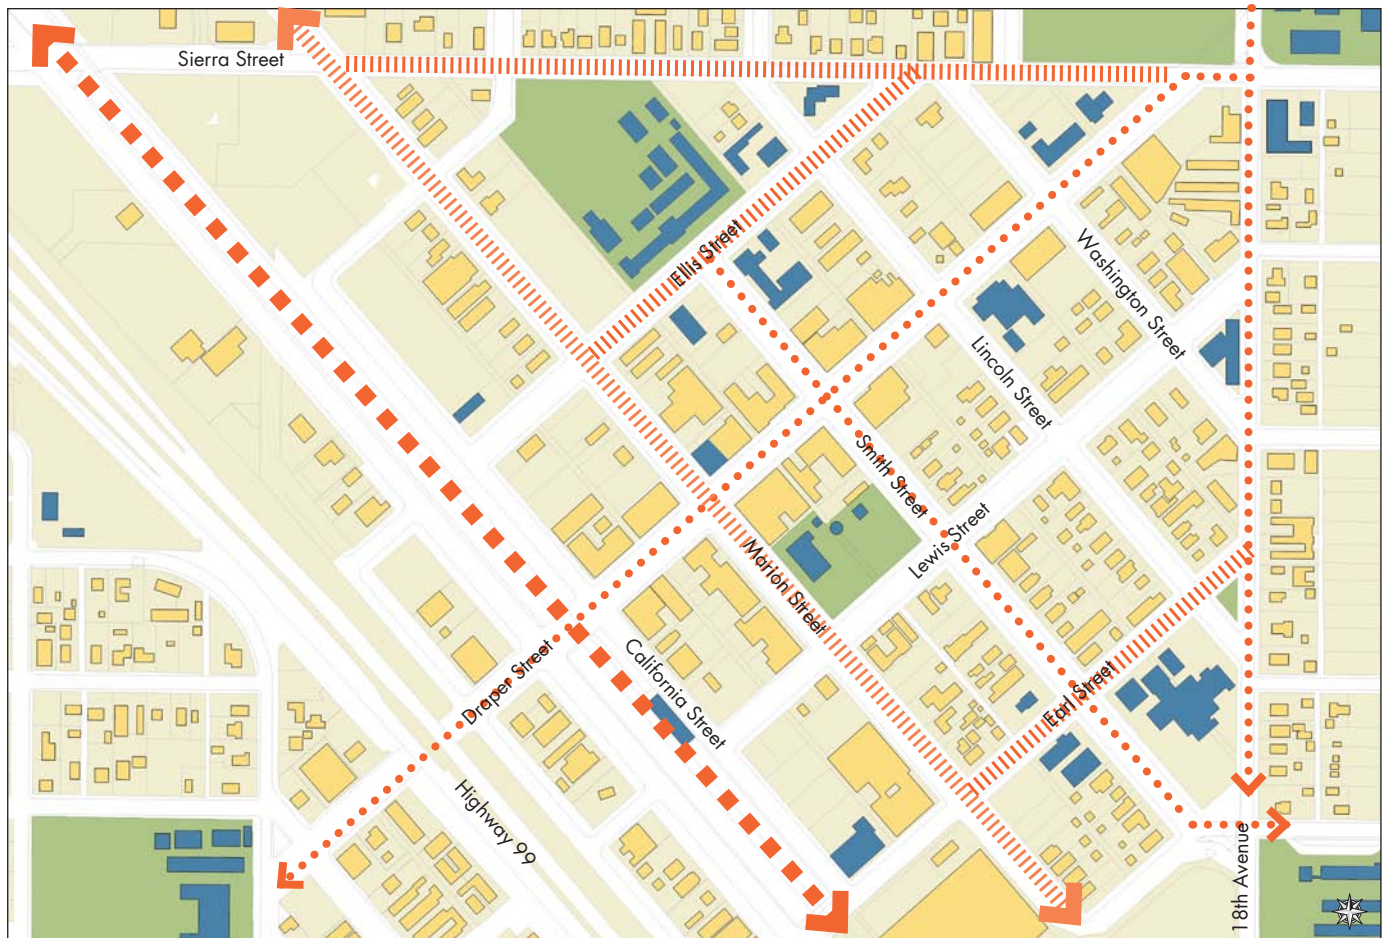 Sierra Street
Ellis Street
Washington Street
Lincoln Street
Smith Street
Lewis Street
Marion Street
California Street
Draper Street
Earl Street
Highway 99
18th Avenue